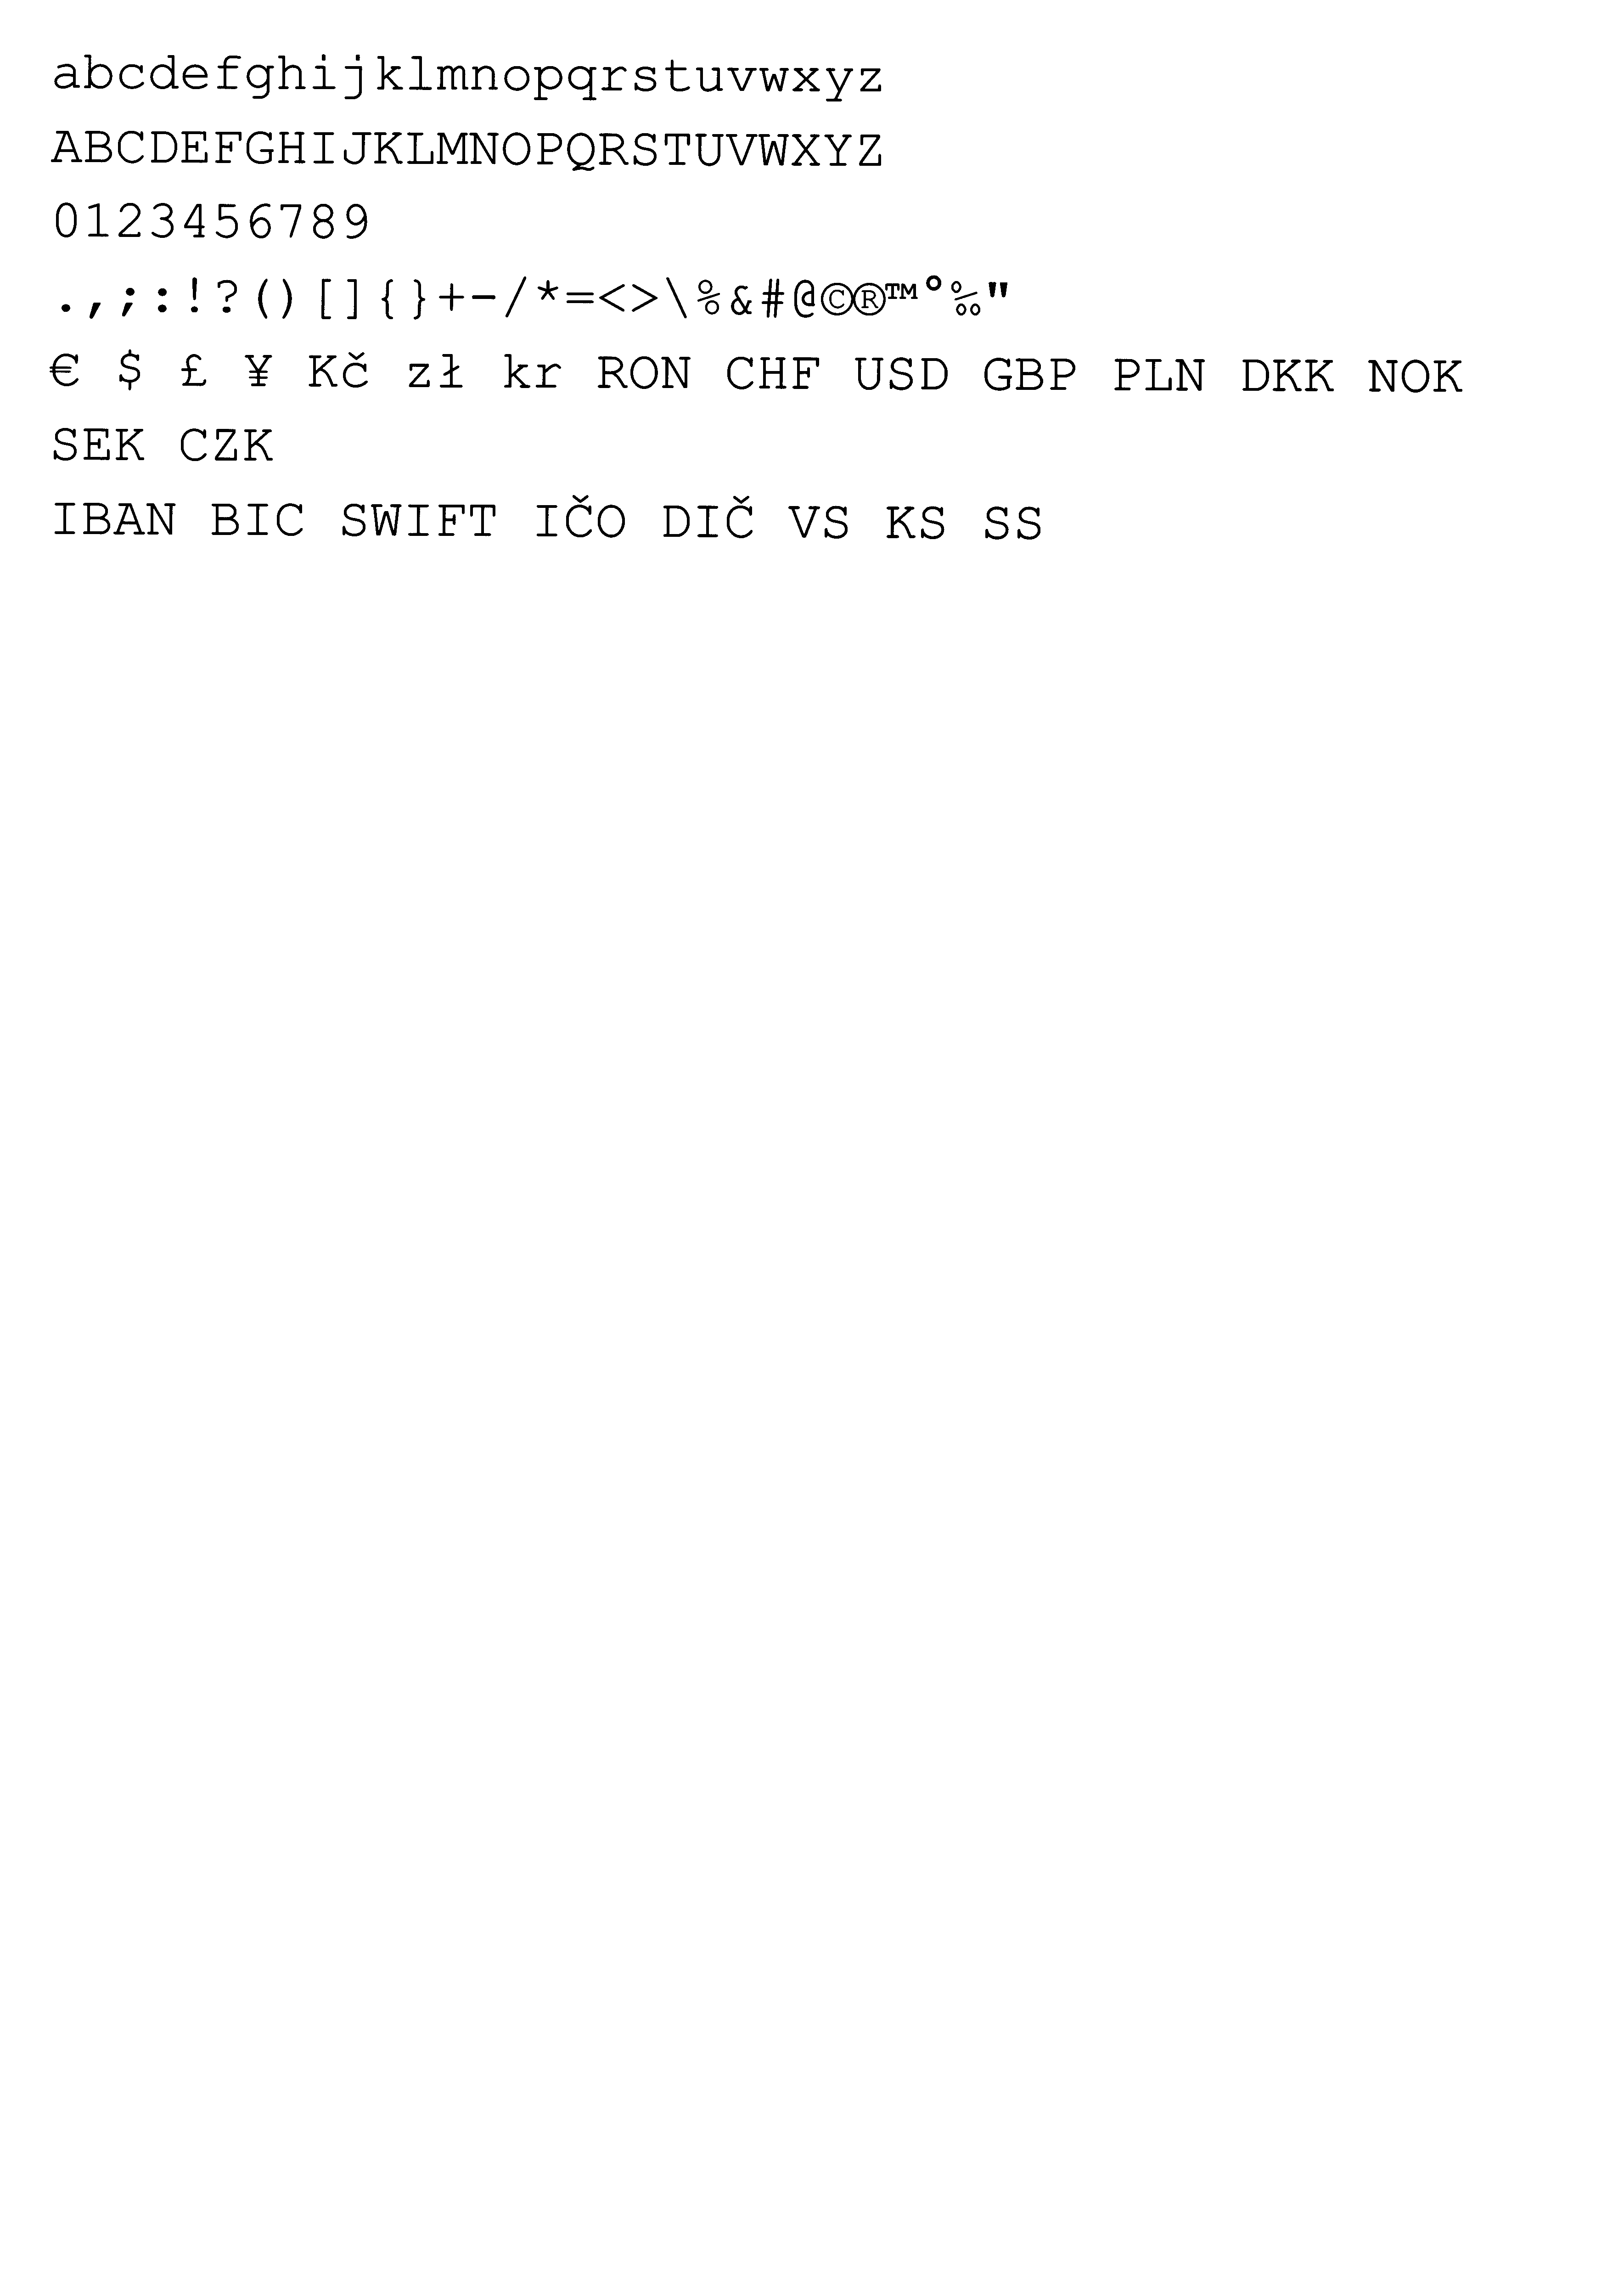 abcdefghijklmnopqrstuvwxyz
ABCDEFGHIJKLMNOPQRSTUVWXYZ
0123456789
.,;:!?()[]{}+-/*=<>\%&#@©®™°‰"
€ $ £ ¥ Kč zł kr RON CHF USD GBP PLN DKK NOK
SEK CZK
IBAN BIC SWIFT IČO DIČ VS KS SS